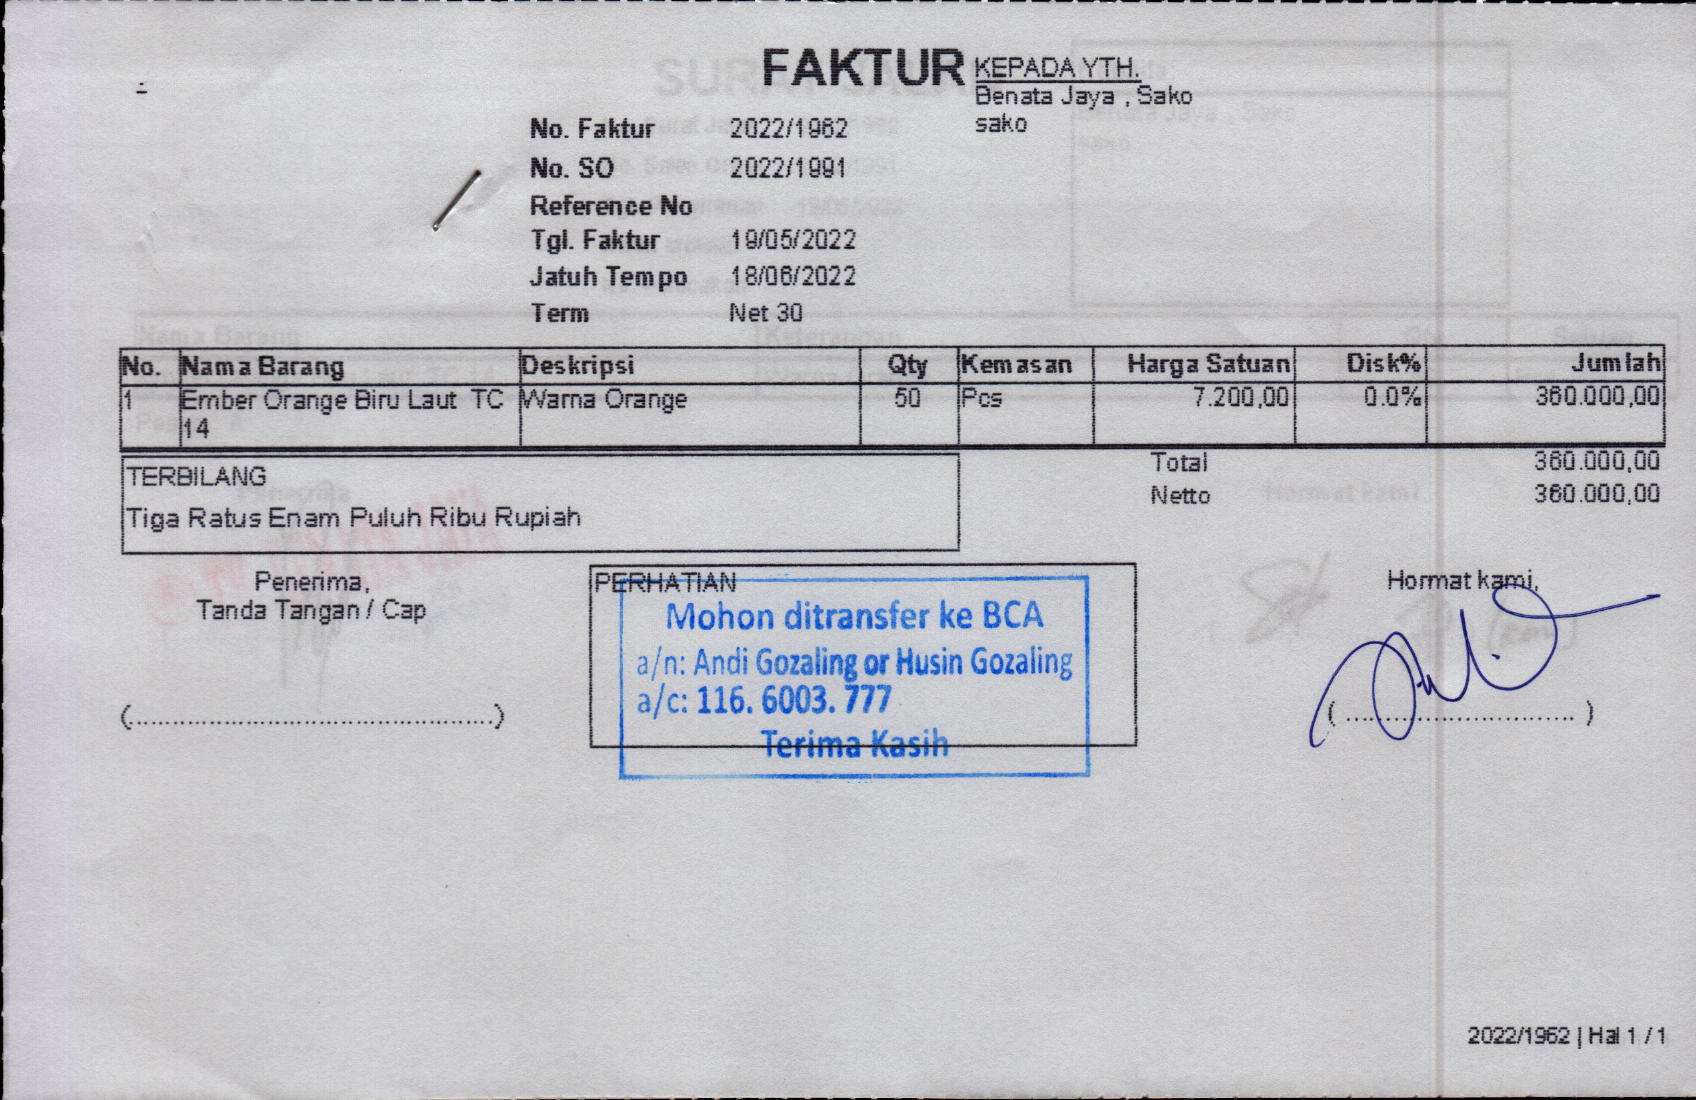 FAKTUR
KEPADA YTH.
Benata Jaya , Sako
sako
No. Faktur 2022/1962
No. SO 2022/1991
Reference No
Tgl. Faktur 19/05/2022
Jatuh Tempo 18/06/2022
Term Net 30
No. Nama Barang Deskripsi Qty Kemasan Harga Satuan Disk% Jumlah
1 Ember Orange Biru Laut TC Warna Orange 50 Pcs 7.200,00 0.0% 360.000,00
14
Total 360.000,00
Netto 360.000,00
TERBILANG
Tiga Ratus Enam Puluh Ribu Rupiah
Penerima,
Tanda Tangan / Cap
(..................................................)
PERHATIAN
Mohon ditransfer ke BCA
a/n: Andi Gozaling or Husin Gozaling
a/c: 116. 6003. 777
Terima Kasih
Hormat kami,
( ................................ )
2022/1962 | Hal 1 / 1